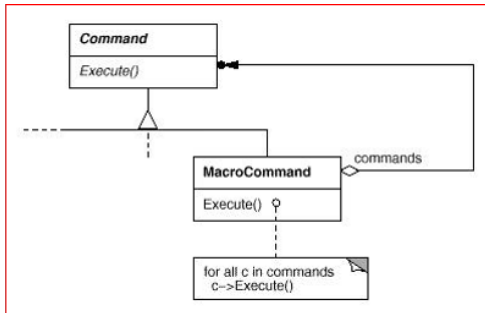 Command
Execute()
commands
MacroCommand
Execute()
for all c in commands
c->Execute()